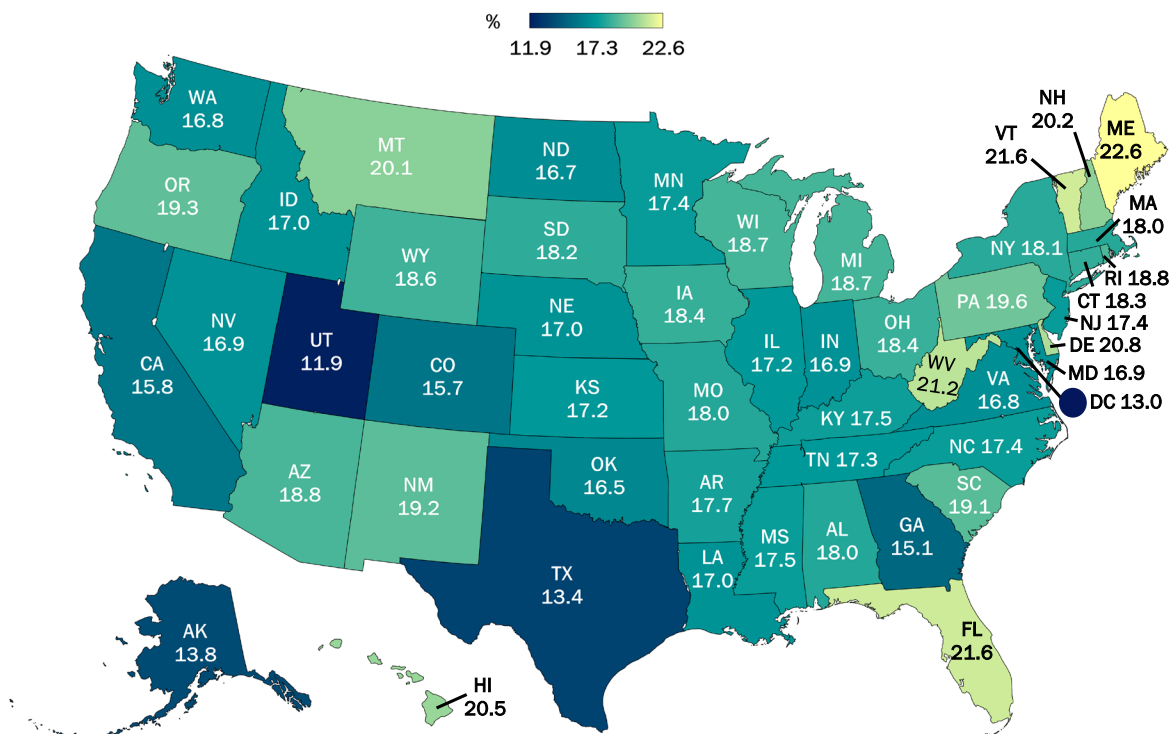 %
11.9 17.3 22.6
WA
16.8
OR
19.3
CA
15.8
ID
17.0
NV
16.9
MT
20.1
WY
18.6
UT
11.9
CO
15.7
AZ
18.8
NM
19.2
ND
16.7
SD
18.2
NE
17.0
KS
17.2
OK
16.5
TX
13.4
MN
17.4
IA
18.4
MO
18.0
AR
17.7
LA
17.0
WI
18.7
IL
17.2
MI
18.7
IN
16.9
OH
18.4
KY 17.5
TN 17.3
MS
17.5
AL
18.0
GA
15.1
FL
21.6
SC
19.1
NC 17.4
VA
16.8
WV
21.2
PA 19.6
NY 18.1
VT
21.6
NH
20.2
ME
22.6
MA
18.0
RI 18.8
CT 18.3
NJ 17.4
DE 20.8
MD 16.9
DC 13.0
AK
13.8
HI
20.5